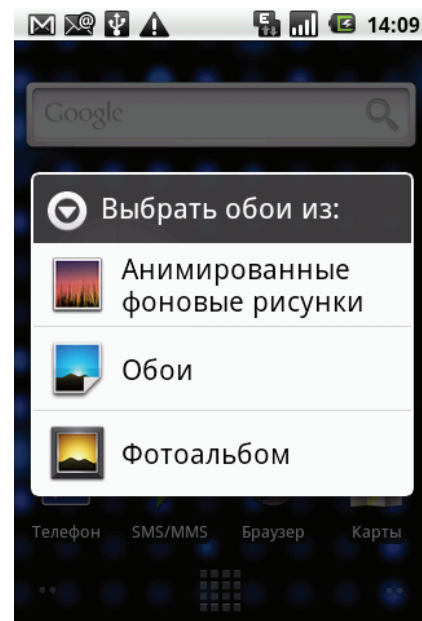 14:09
Google
Выбрать обои из:
Анимированные
фоновые рисунки
Обои
Фотоальбом
Телефон SMS/MMS Браузер Карты